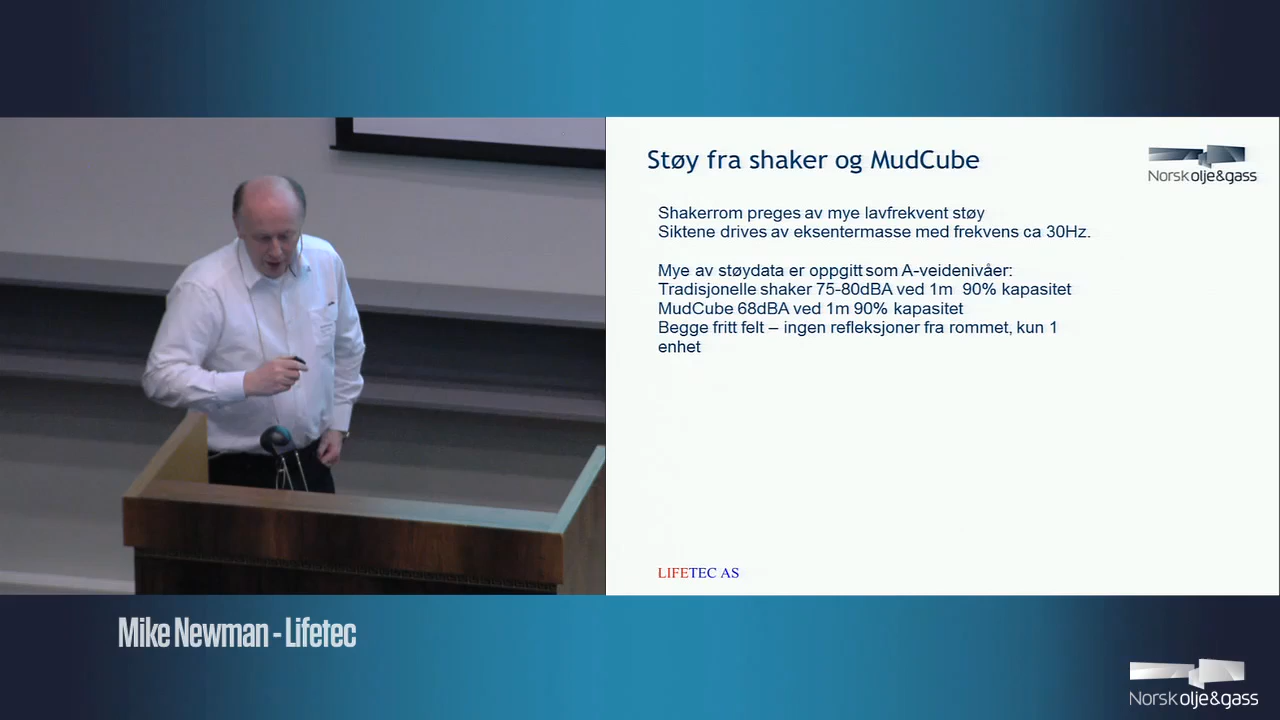 Støy fra shaker og MudCube
Norsk olje&gass
Shakerrom preges av mye lavfrekvent støy
Siktene drives av eksentermasse med frekvens ca 30Hz.
Mye av støydata er oppgitt som A-veidenivåer:
Tradisjonelle shaker 75-80dBA ved 1m 90% kapasitet
MudCube 68dBA ved 1m 90% kapasitet
Begge fritt felt – ingen refleksjoner fra rommet, kun 1
enhet
LIFETEC AS
Mike Newman - Lifetec
Norsk olje&gass